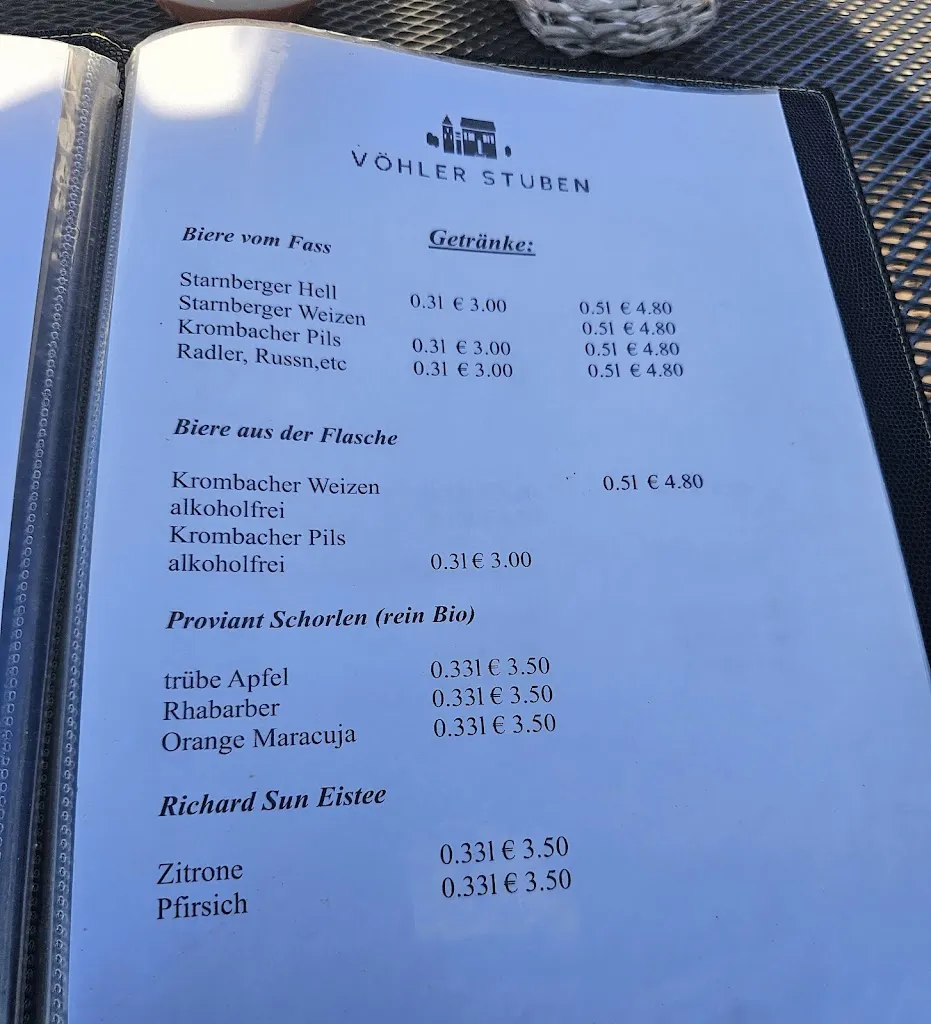 VÖHLER STUBEN
Biere vom Fass Getränke:
Starnberger Hell 0.3l € 3.00 0.5l € 4.80
Starnberger Weizen 0.5l € 4.80
Krombacher Pils 0.3l € 3.00 0.5l € 4.80
Radler, Russn,etc 0.3l € 3.00 0.5l € 4.80
Biere aus der Flasche
Krombacher Weizen 0.5l € 4.80
alkoholfrei
Krombacher Pils
alkoholfrei 0.3l € 3.00
Proviant Schorlen (rein Bio)
trübe Apfel 0.33l € 3.50
Rhabarber 0.33l € 3.50
Orange Maracuja 0.33l € 3.50
Richard Sun Eistee
Zitrone 0.33l € 3.50
Pfirsich 0.33l € 3.50